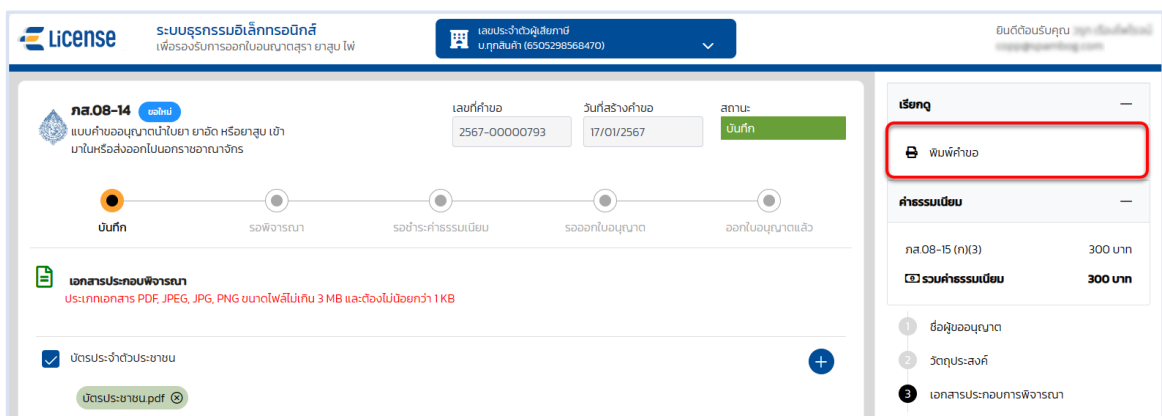 License
ระบบธุรกรรมอิเล็กทรอนิกส์
เพื่อรองรับการออกใบอนุญาตสุรา ยาสูบ ไพ่
เลขประจำตัวผู้เสียภาษี
บ.ทุกสินค้า (6505298568470)
ยินดีต้อนรับคุณ
ภส.08-14 ขอใหม่
แบบคำขออนุญาตนำใบยา ยาอัด หรือยาสูบ เข้า
มาในหรือส่งออกไปนอกราชอาณาจักร
เลขที่คำขอ
2567-00000793
วันที่สร้างคำขอ
17/01/2567
สถานะ
บันทึก
บันทึก
รอพิจารณา
รอชำระค่าธรรมเนียม
รอออกใบอนุญาต
ออกใบอนุญาตแล้ว
เอกสารประกอบพิจารณา
ประเภทเอกสาร PDF, JPEG, JPG, PNG ขนาดไฟล์ไม่เกิน 3 MB และต้องไม่น้อยกว่า 1 KB
บัตรประจำตัวประชาชน
บัตรประชาชน.pdf
เรียกดู
พิมพ์คำขอ
ค่าธรรมเนียม
ภส.08-15 (ก)(3) 300 บาท
รวมค่าธรรมเนียม 300 บาท
1 ชื่อผู้ขออนุญาต
2 วัตถุประสงค์
3 เอกสารประกอบการพิจารณา